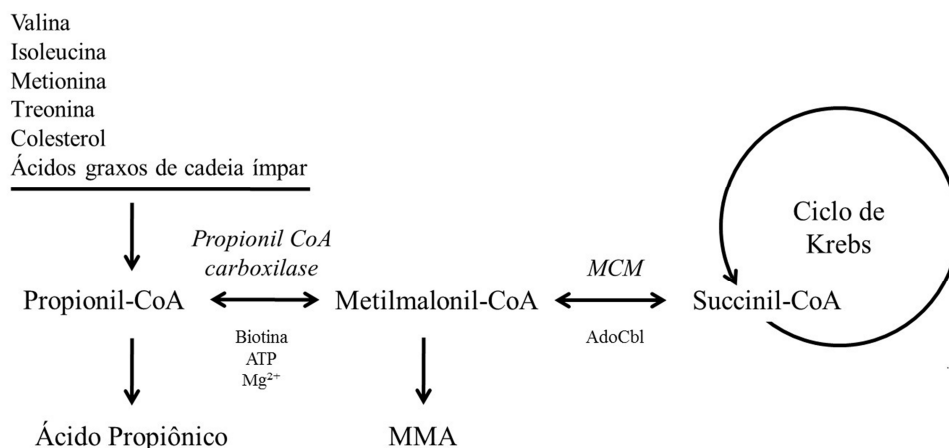 Valina
Isoleucina
Metionina
Treonina
Colesterol
Ácidos graxos de cadeia ímpar
Propionil CoA
carboxilase
MCM
Ciclo de
Krebs
Propionil-CoA
Metilmalonil-CoA
Succinil-CoA
Biotina
ATP
Mg²⁺
AdoCbl
Ácido Propiônico
MMA